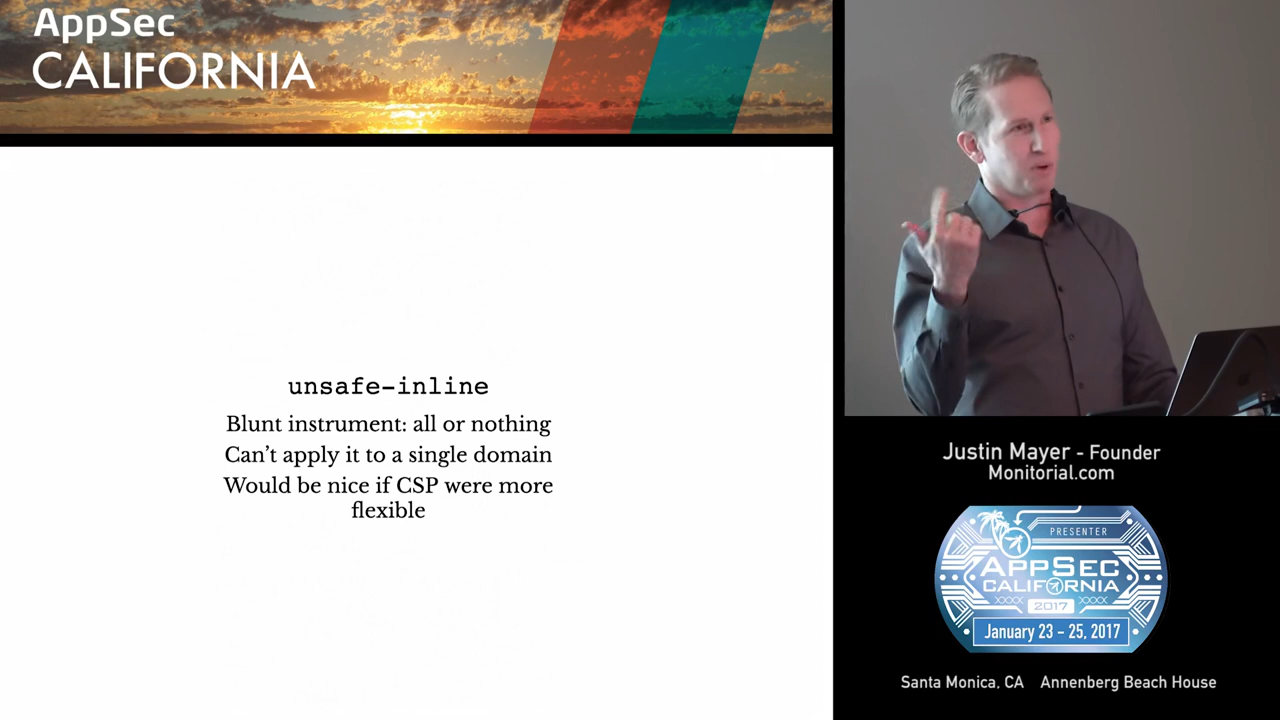 AppSec
CALIFORNIA
unsafe-inline
Blunt instrument: all or nothing
Can't apply it to a single domain
Would be nice if CSP were more
flexible
Justin Mayer - Founder
Monitorial.com
PRESENTER
APPSEC
CALIFORNIA
2017
January 23 - 25, 2017
Santa Monica, CA Annenberg Beach House